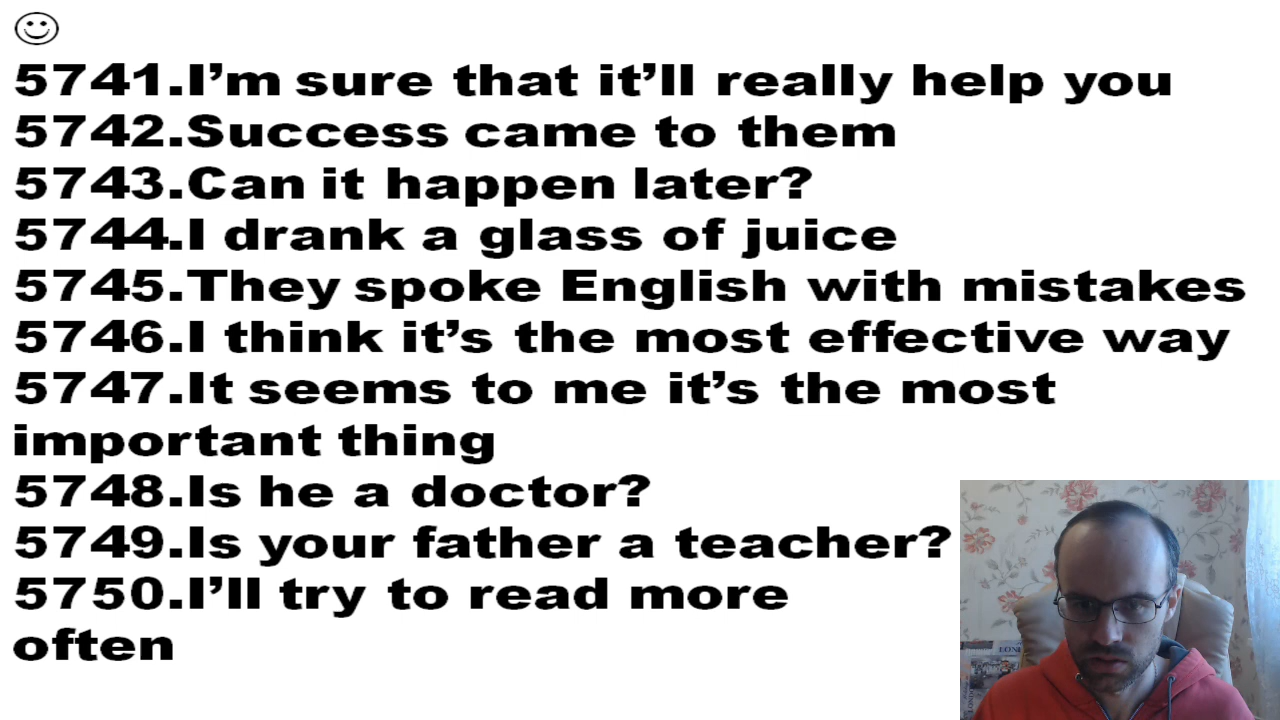 5741.I’m sure that it’ll really help you
5742.Success came to them
5743.Can it happen later?
5744.I drank a glass of juice
5745.They spoke English with mistakes
5746.I think it’s the most effective way
5747.It seems to me it’s the most
important thing
5748.Is he a doctor?
5749.Is your father a teacher?
5750.I’ll try to read more
often